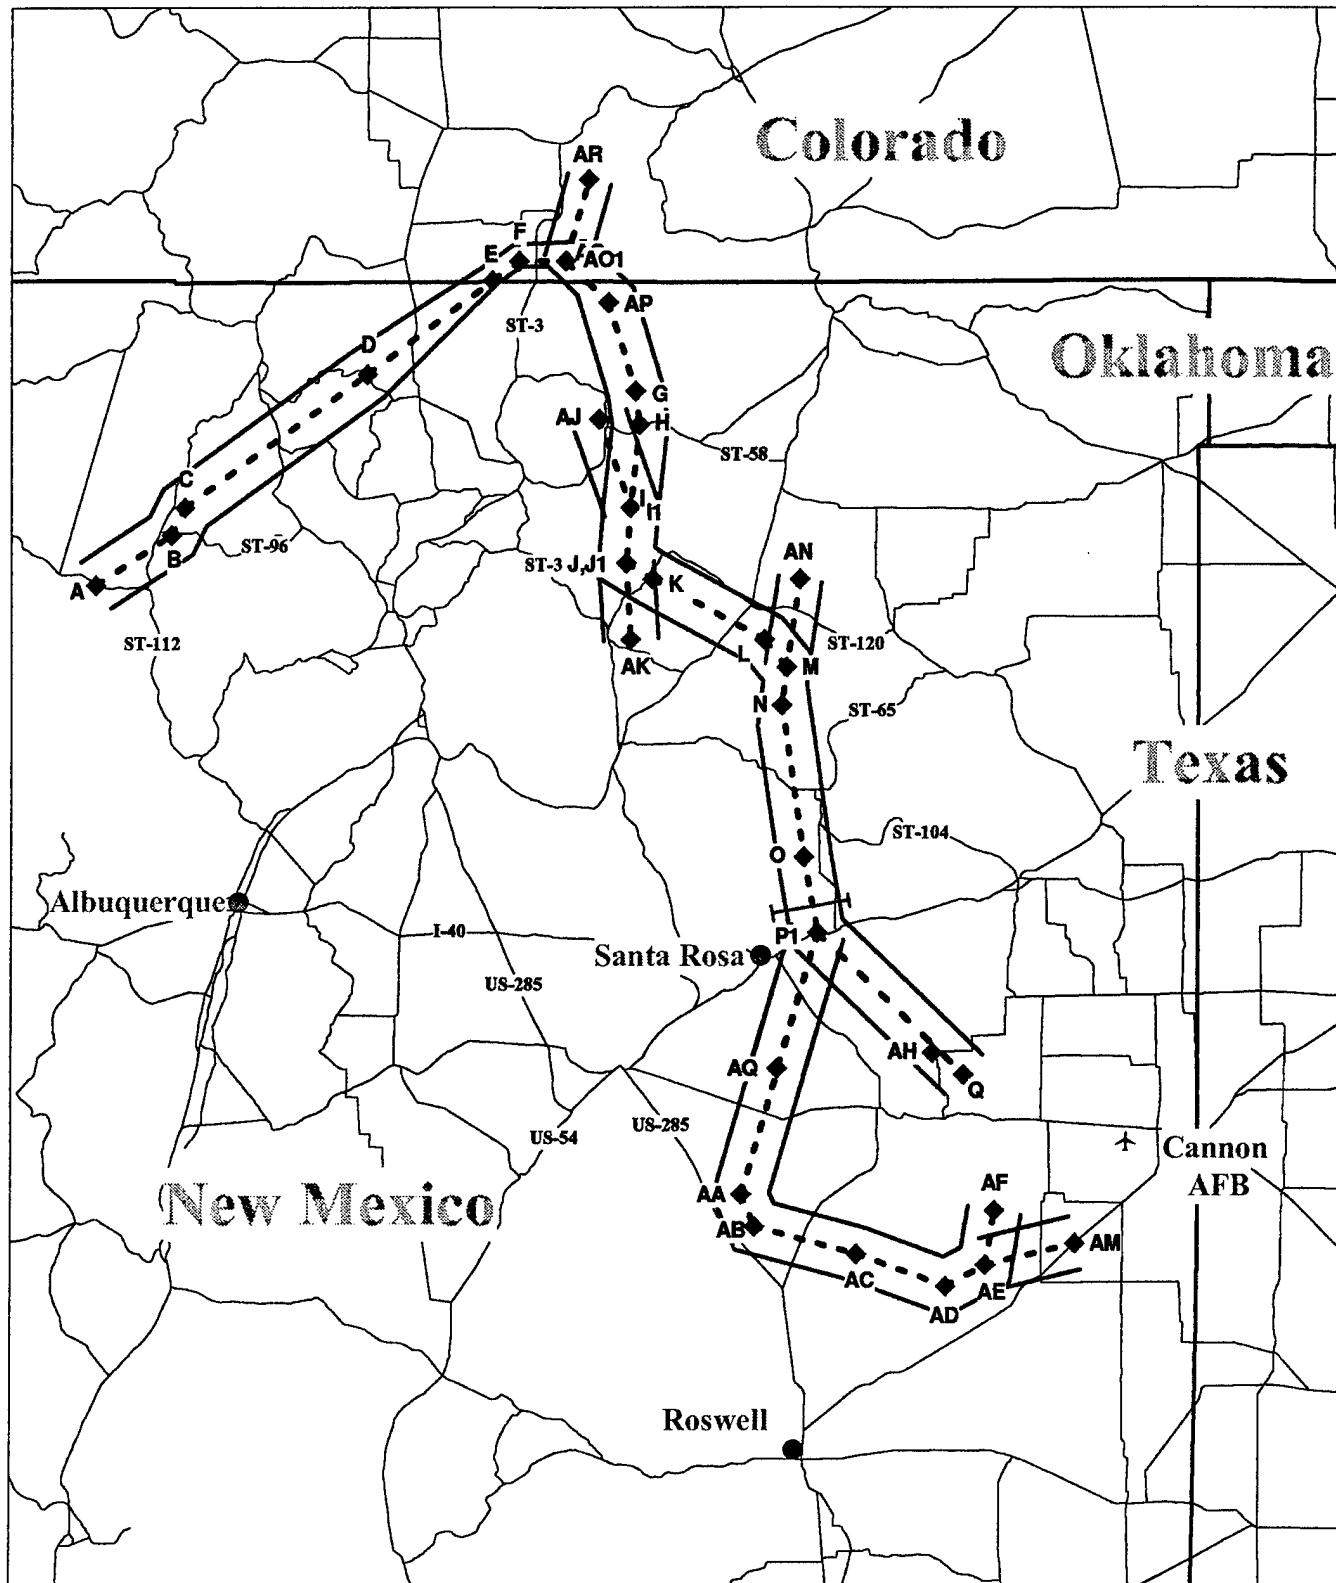 Colorado
AR
F
E
AO1
AP
ST-3
Oklahoma
D
G
AJ
H
ST-58
C
I
I1
ST-96
B
ST-3
J,J1
AN
A
K
ST-112
ST-120
L
AK
M
N
ST-65
Texas
ST-104
O
Albuquerque
I-40
P1
Santa Rosa
US-285
AH
AQ
Q
US-285
US-54
Cannon
AFB
AF
AA
New Mexico
AB
AM
AC
AE
AD
Roswell